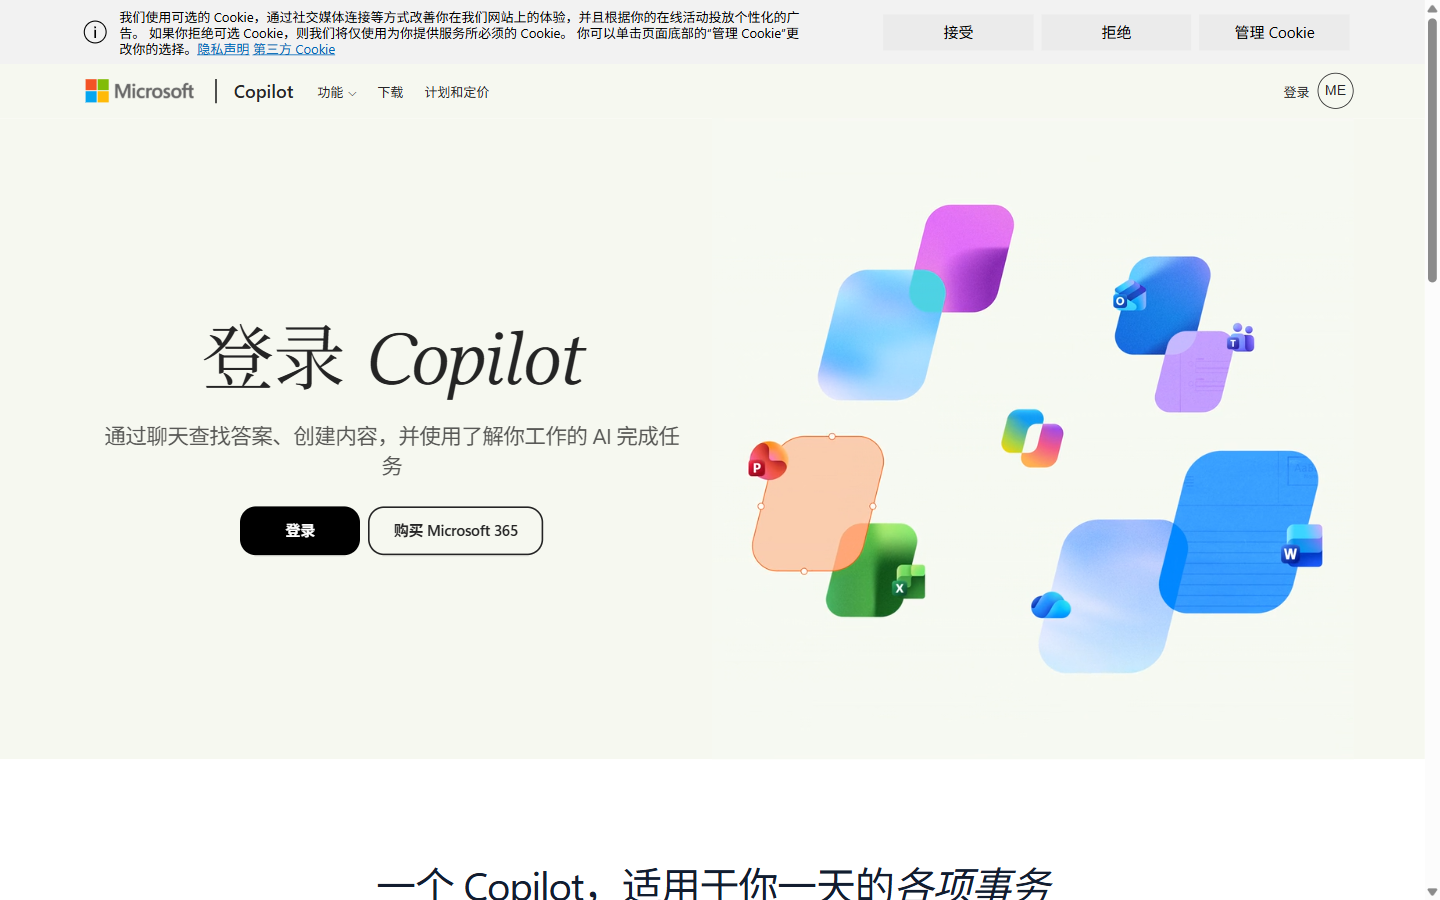 我们使用可选的 Cookie，通过社交媒体连接等方式改善你在我们网站上的体验，并且根据你的在线活动投放个性化的广
告。 如果你拒绝可选 Cookie，则我们将仅使用为你提供服务所必须的 Cookie。 你可以单击页面底部的“管理 Cookie”更
改你的选择。隐私声明 第三方 Cookie
接受
拒绝
管理 Cookie
Microsoft
Copilot
功能
下载
计划和定价
登录
ME
登录 Copilot
通过聊天查找答案、创建内容，并使用了解你工作的 AI 完成任
务
登录
购买 Microsoft 365
O
T
P
X
W
一个 Copilot，适用于你一天的各项事务